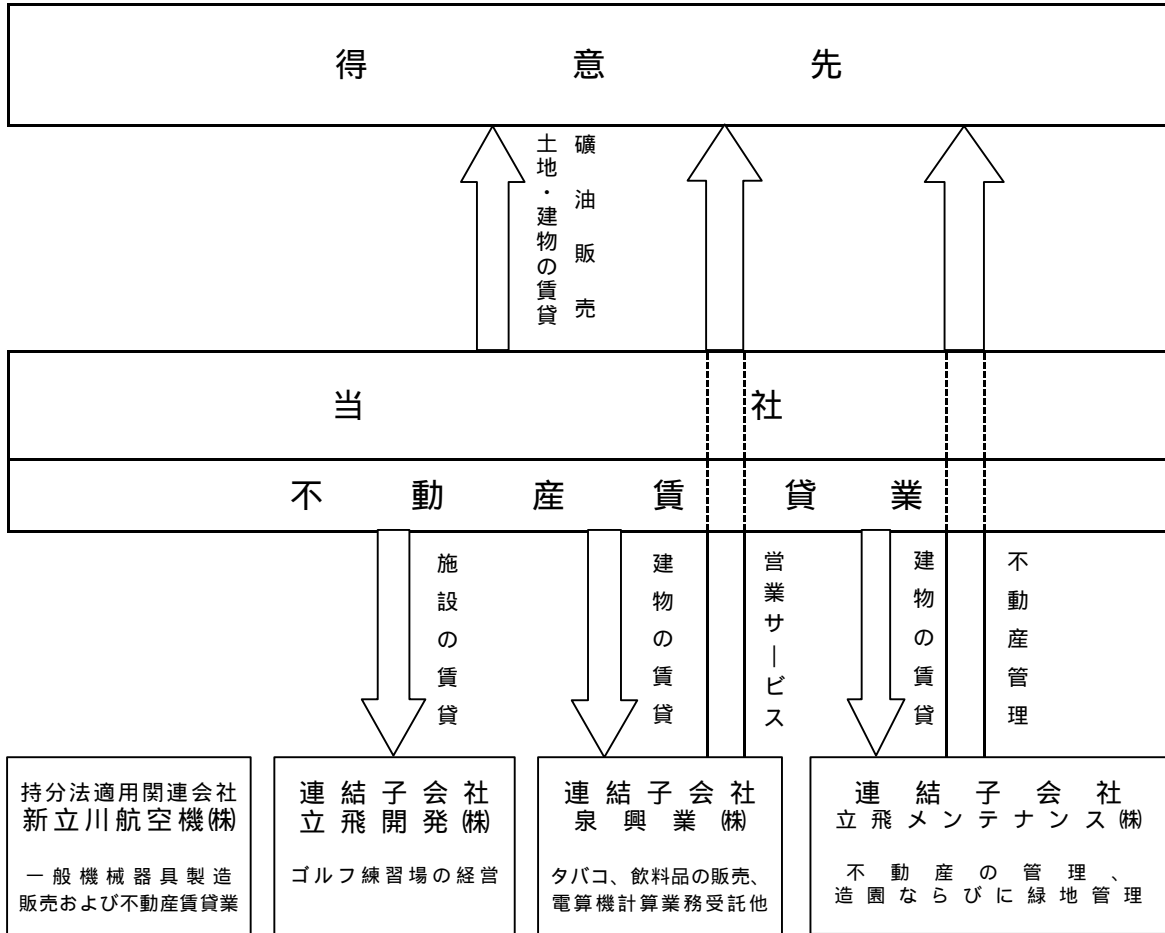 得意先
礦油販売
土地・建物の賃貸
当社
不動産賃貸業
施設の賃貸
建物の賃貸
営業サービス
建物の賃貸
不動産管理
持分法適用関連会社
新立川航空機㈱
一般機械器具製造
販売および不動産賃貸業
連結子会社
立飛開発㈱
ゴルフ練習場の経営
連結子会社
泉興業㈱
タバコ、飲料品の販売、
電算機計算業務受託他
連結子会社
立飛メンテナンス㈱
不動産の管理、
造園ならびに緑地管理